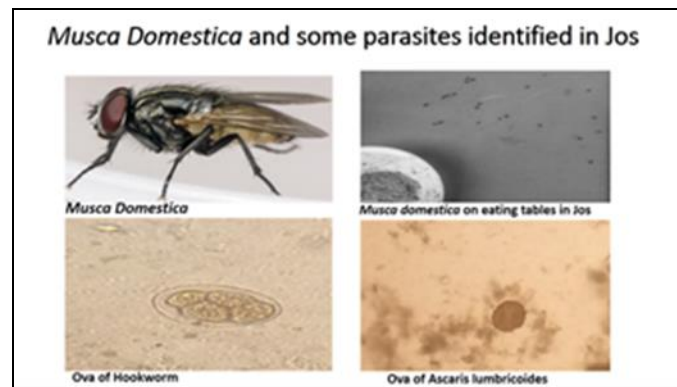 Musca Domestica and some parasites identified in Jos
Musca Domestica
Musca domestica on eating tables in Jos
Ova of Hookworm
Ova of Ascaris lumbricoides